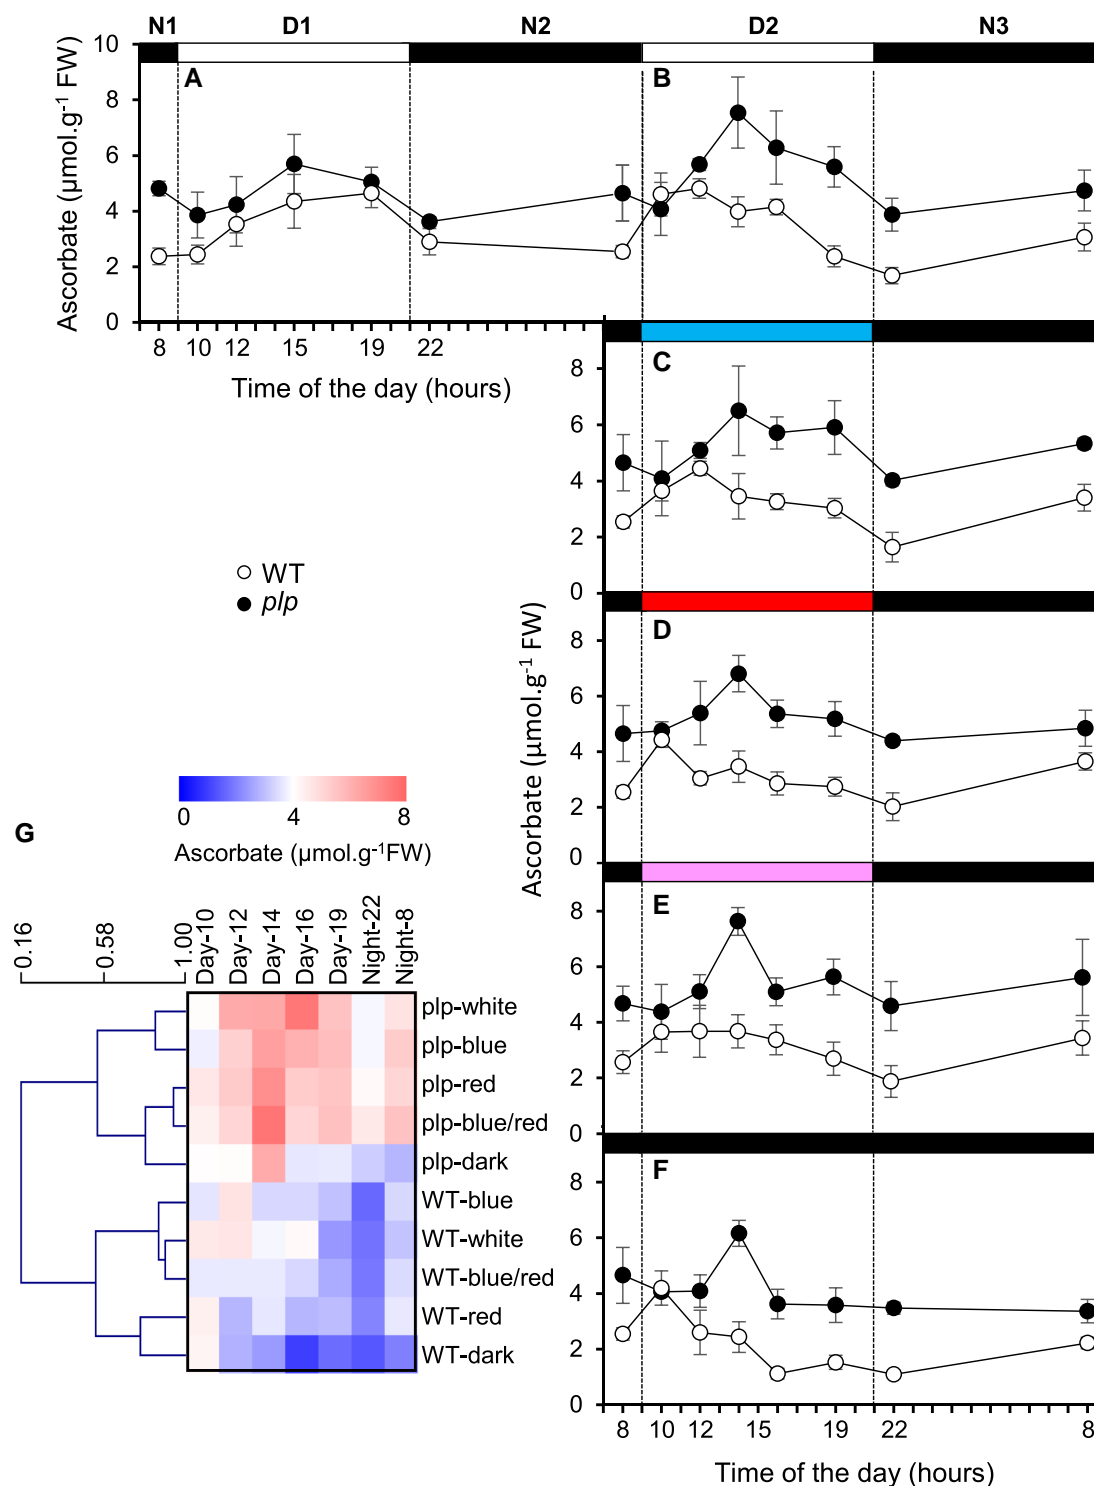 N1 D1 N2 D2 N3
10
8
6
4
2
0
Ascorbate (µmol.g⁻¹ FW)
A
B
8 10 12 15 19 22
Time of the day (hours)
C
8
6
4
2
0
WT
plp
D
8
6
4
2
0
Ascorbate (µmol.g⁻¹ FW)
E
8
6
4
2
0
F
8
6
4
2
0
8 10 12 15 19 22 8
Time of the day (hours)
G
0 4 8
Ascorbate (µmol.g⁻¹FW)
0.16 0.58 1.00
Day-10
Day-12
Day-14
Day-16
Day-19
Night-22
Night-8
plp-white
plp-blue
plp-red
plp-blue/red
plp-dark
WT-blue
WT-white
WT-blue/red
WT-red
WT-dark